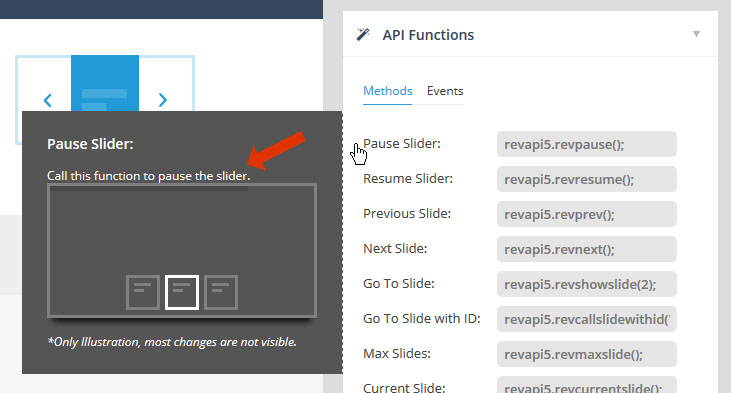 API Functions
Methods Events
Pause Slider:
Call this function to pause the slider.
*Only Illustration, most changes are not visible.
Pause Slider: revapi5.revpause();
Resume Slider: revapi5.revresume();
Previous Slide: revapi5.revprev();
Next Slide: revapi5.revnext();
Go To Slide: revapi5.revshowslide(2);
Go To Slide with ID: revapi5.revcallslidewithid('
Max Slides: revapi5.revmaxslide();
Current Slide: revapi5.revcurrentslide();